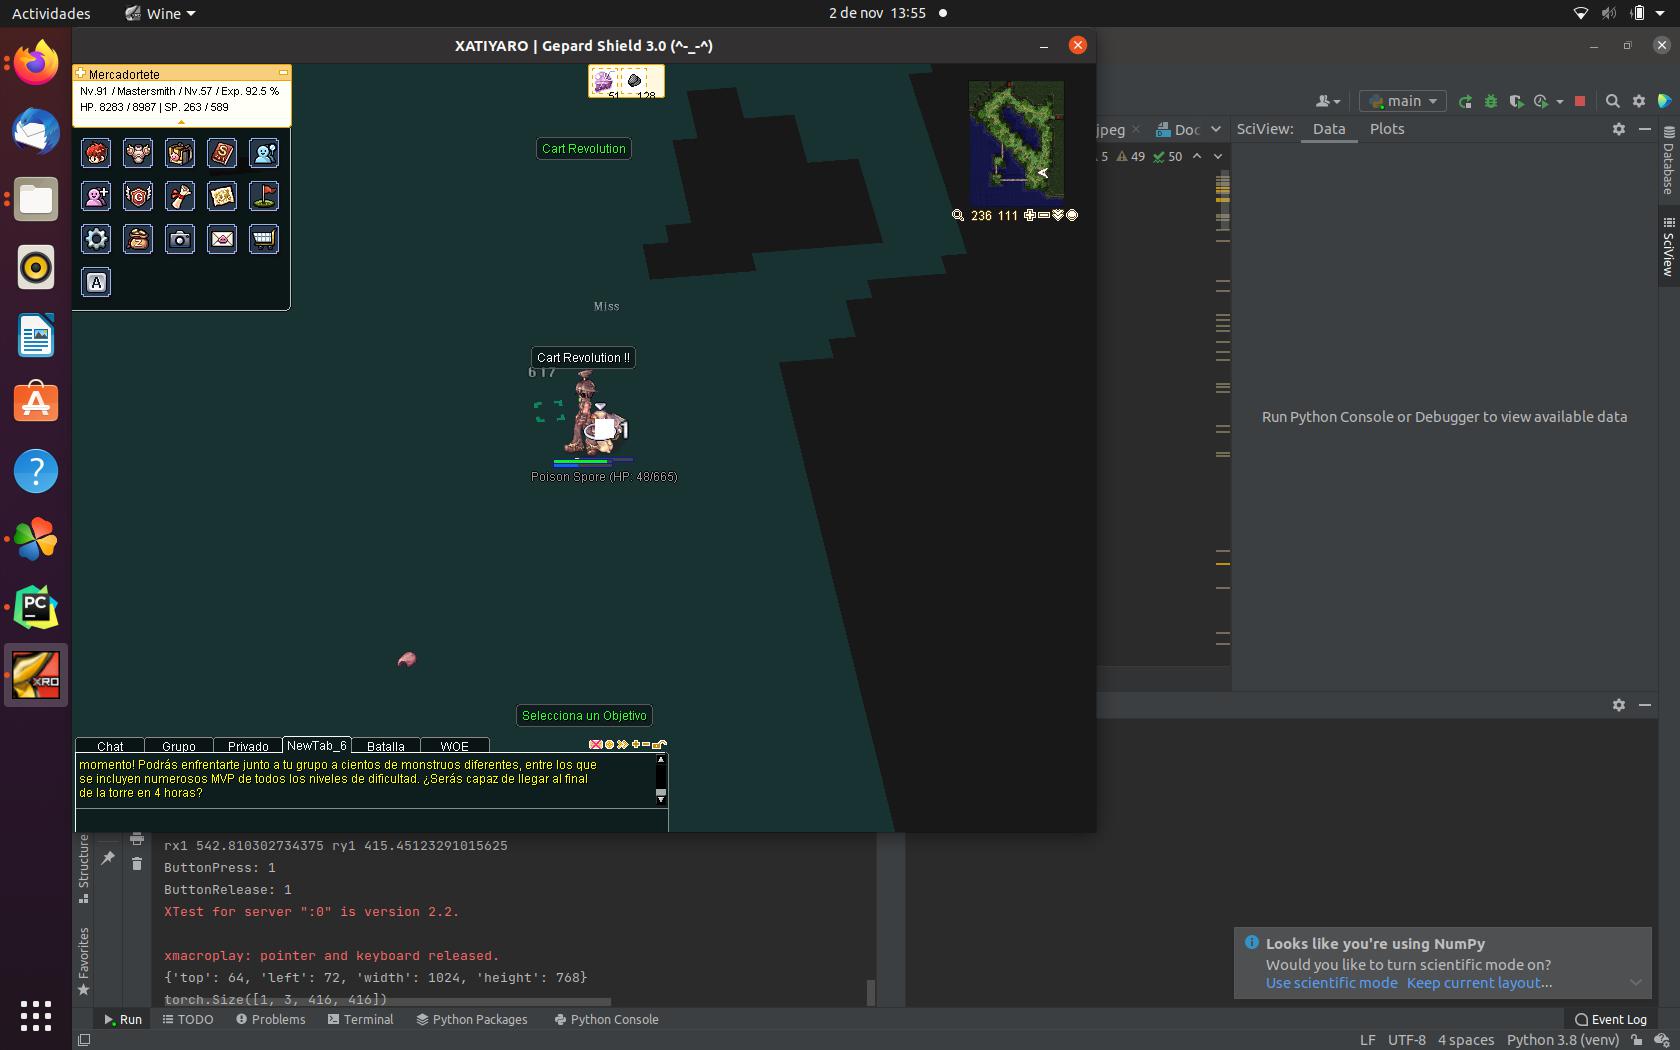 Actividades
Wine
2 de nov 13:55
XATIYARO | Gepard Shield 3.0 (^-_-^)
Mercadortete
Nv.91 / Mastersmith / Nv.57 / Exp. 92.5 %
HP. 8283 / 8987 | SP. 263 / 589
51 128
Cart Revolution
236 111
Miss
Cart Revolution !!
617
1
Poison Spore (HP: 48/665)
Selecciona un Objetivo
Chat Grupo Privado NewTab_6 Batalla WOE
momento! Podrás enfrentarte junto a tu grupo a cientos de monstruos diferentes, entre los que
se incluyen numerosos MVP de todos los niveles de dificultad. ¿Serás capaz de llegar al final
de la torre en 4 horas?
main
jpeg Doc SciView: Data Plots
5 49 50
Database
SciView
Run Python Console or Debugger to view available data
XRO
PC
A
Structure
Favorites
rx1 542.810302734375 ry1 415.45123291015625
ButtonPress: 1
ButtonRelease: 1
XTest for server ":0" is version 2.2.
xmacroplay: pointer and keyboard released.
{'top': 64, 'left': 72, 'width': 1024, 'height': 768}
torch.Size([1, 3, 416, 416])
Looks like you're using NumPy
Would you like to turn scientific mode on?
Use scientific mode Keep current layout...
Run TODO Problems Terminal Python Packages Python Console Event Log
LF UTF-8 4 spaces Python 3.8 (venv)